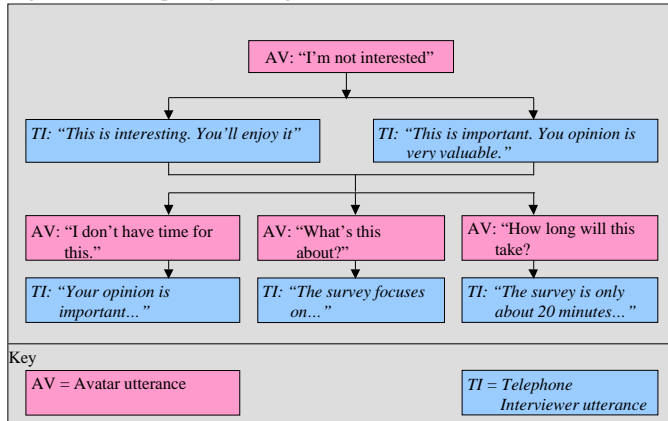 AV: “I’m not interested”
TI: “This is interesting. You’ll enjoy it”
TI: “This is important. You opinion is
very valuable.”
AV: “I don’t have time for
this.”
AV: “What’s this
about?”
AV: “How long will this
take?
TI: “Your opinion is
important…”
TI: “The survey focuses
on…”
TI: “The survey is only
about 20 minutes…”
Key
AV = Avatar utterance
TI = Telephone
Interviewer utterance